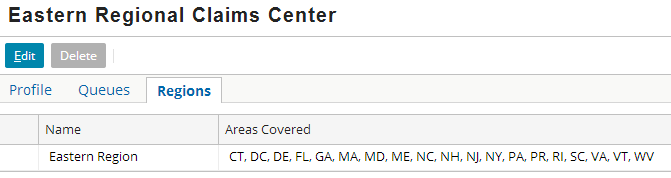 Eastern Regional Claims Center
Edit Delete
Profile Queues Regions
Name Areas Covered
Eastern Region CT, DC, DE, FL, GA, MA, MD, ME, NC, NH, NJ, NY, PA, PR, RI, SC, VA, VT, WV